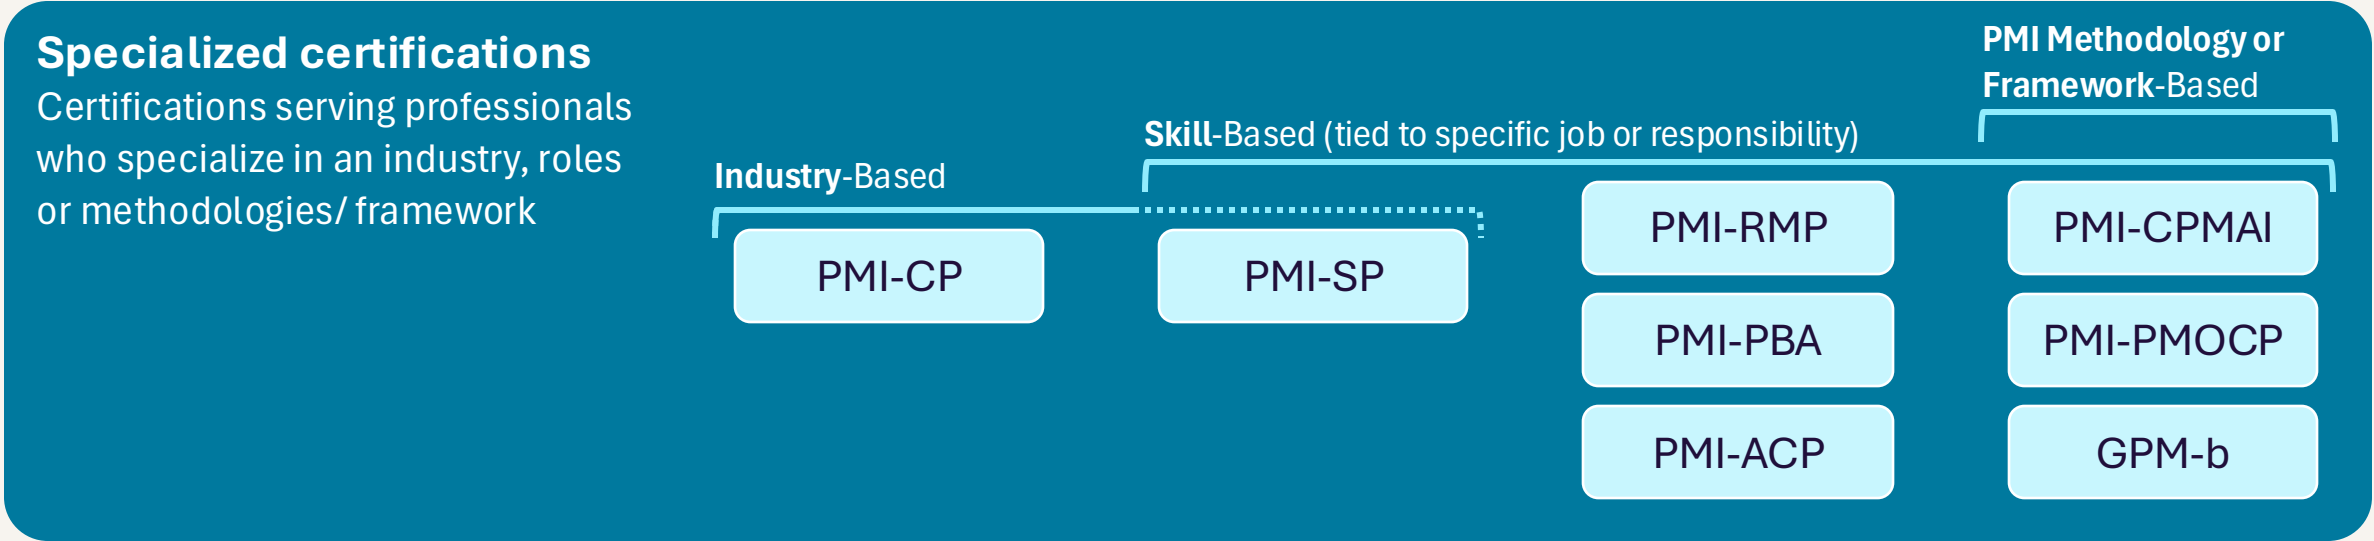 Specialized certifications
Certifications serving professionals
who specialize in an industry, roles
or methodologies/ framework
Industry-Based
PMI-CP
Skill-Based (tied to specific job or responsibility)
PMI-SP
PMI-RMP
PMI-PBA
PMI-ACP
PMI Methodology or
Framework-Based
PMI-CPMAI
PMI-PMOCP
GPM-b